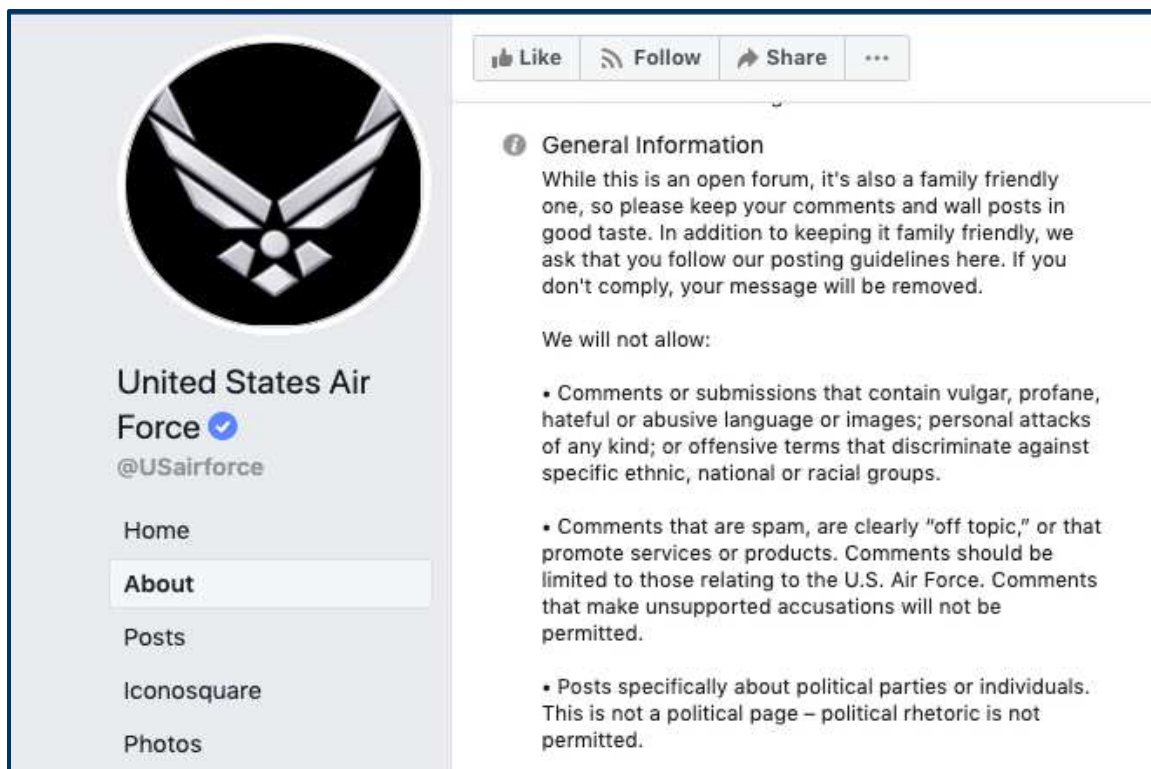 Like Follow Share ...
General Information
While this is an open forum, it's also a family friendly
one, so please keep your comments and wall posts in
good taste. In addition to keeping it family friendly, we
ask that you follow our posting guidelines here. If you
don't comply, your message will be removed.
We will not allow:
• Comments or submissions that contain vulgar, profane,
hateful or abusive language or images; personal attacks
of any kind; or offensive terms that discriminate against
specific ethnic, national or racial groups.
• Comments that are spam, are clearly “off topic,” or that
promote services or products. Comments should be
limited to those relating to the U.S. Air Force. Comments
that make unsupported accusations will not be
permitted.
• Posts specifically about political parties or individuals.
This is not a political page – political rhetoric is not
permitted.
United States Air
Force
@USairforce
Home
About
Posts
Iconosquare
Photos